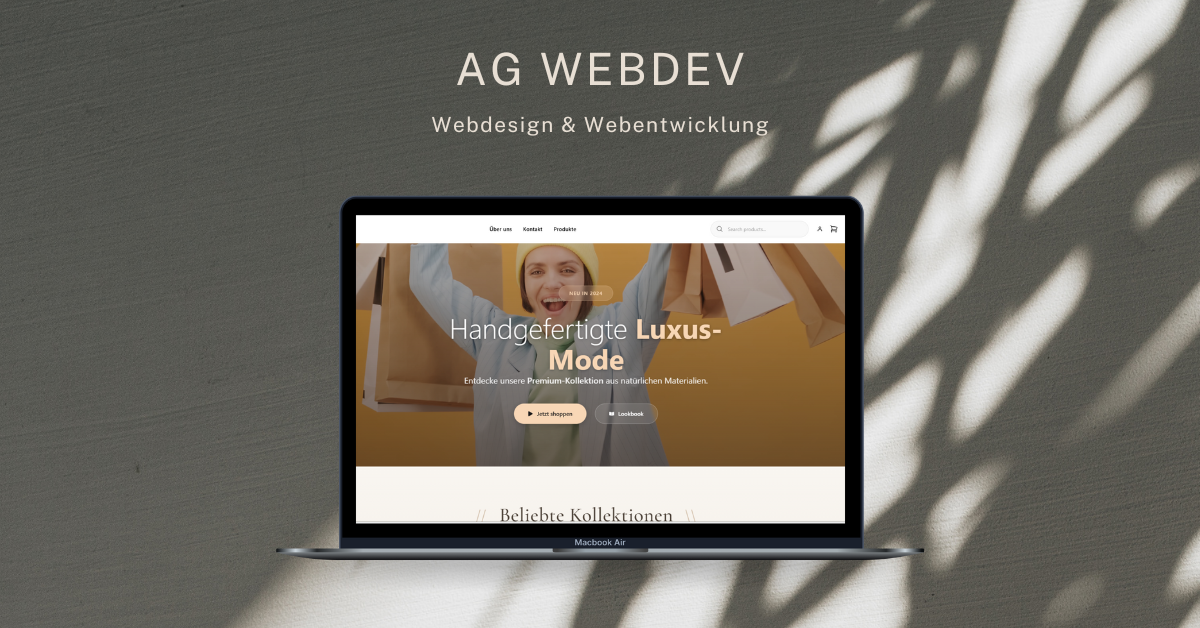 AG WEBDEV
Webdesign & Webentwicklung
Über uns Kontakt Produkte Search products...
NEU IN 2024
Handgefertigte Luxus-
Mode
Entdecke unsere Premium-Kollektion aus natürlichen Materialien.
Jetzt shoppen Lookbook
// Beliebte Kollektionen \\
Macbook Air